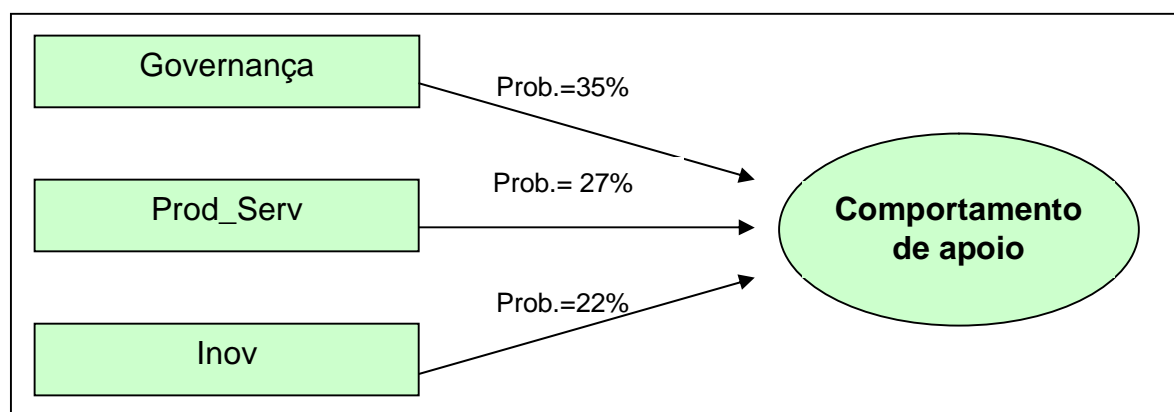 Governança
Prob.=35%
Prod_Serv
Prob.= 27%
Comportamento
de apoio
Inov
Prob.=22%